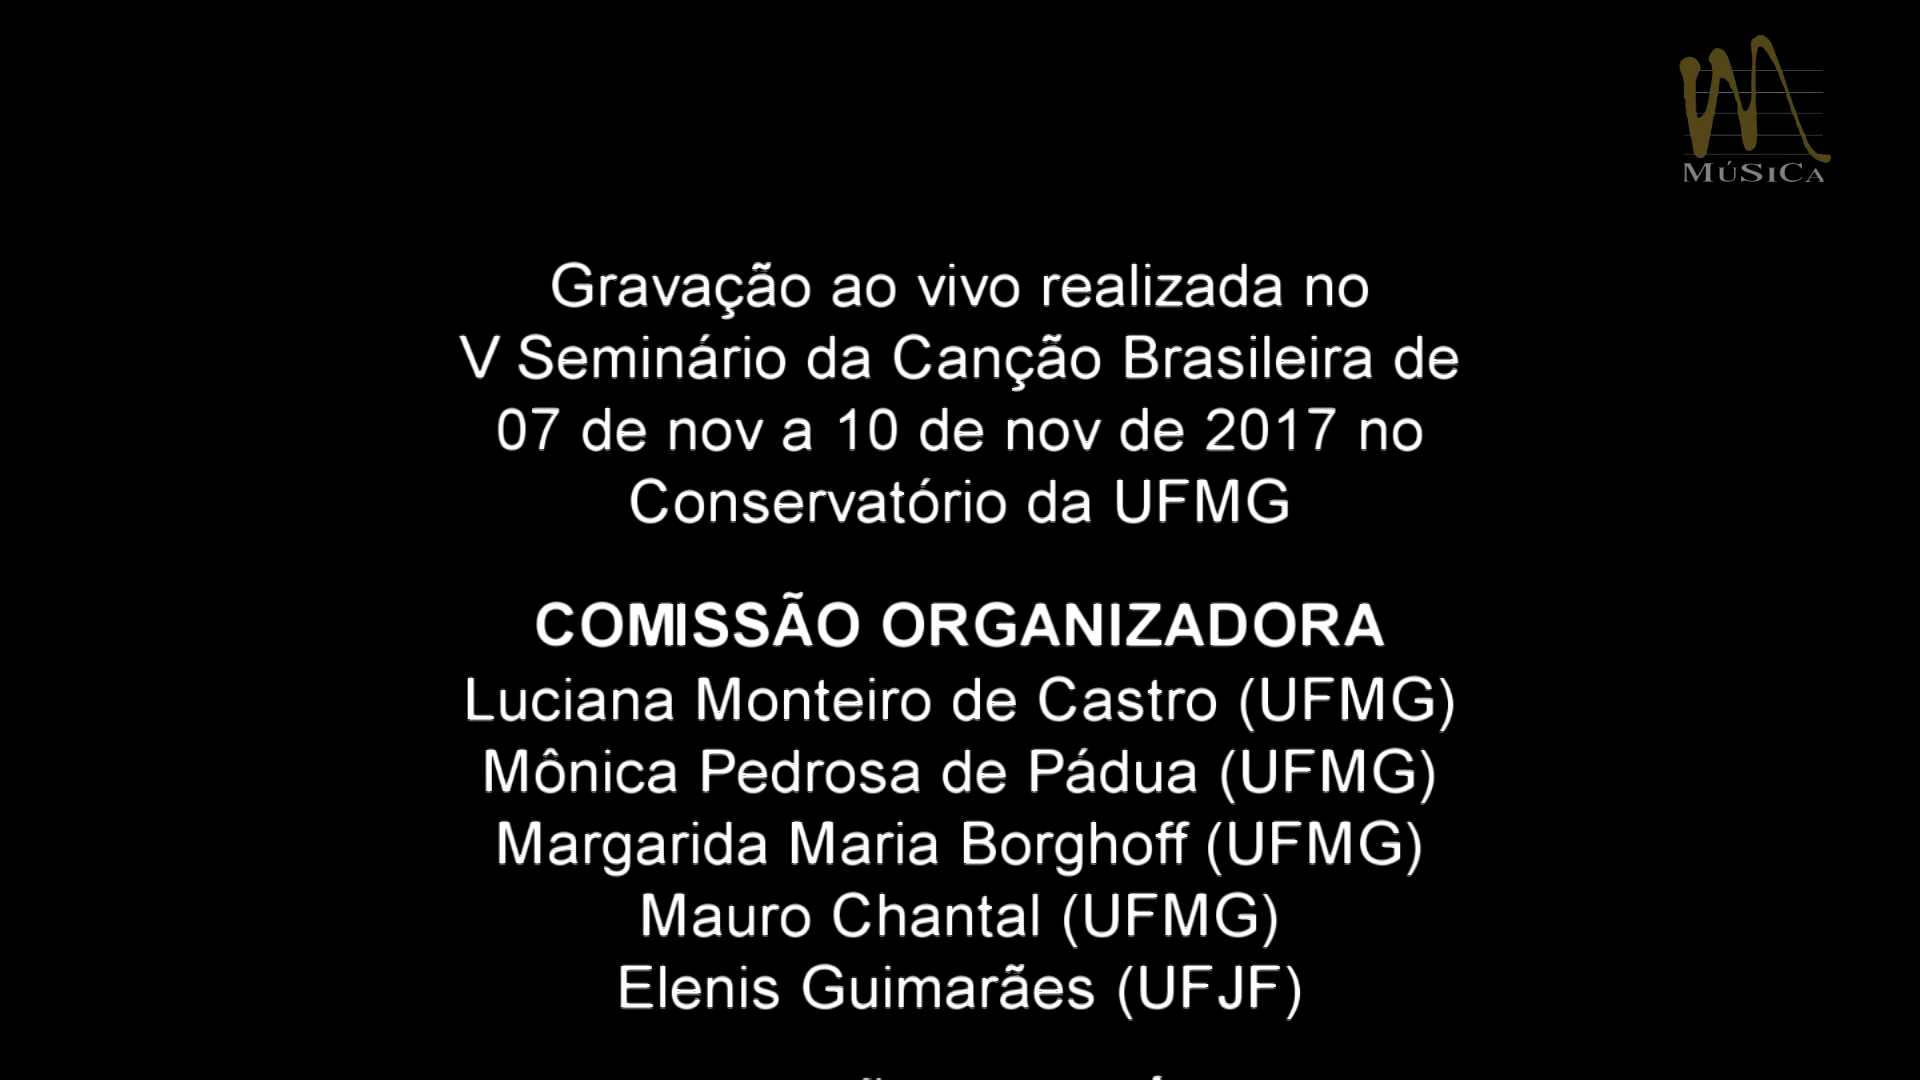 MúSiCA
Gravação ao vivo realizada no
V Seminário da Canção Brasileira de
07 de nov a 10 de nov de 2017 no
Conservatório da UFMG
COMISSÃO ORGANIZADORA
Luciana Monteiro de Castro (UFMG)
Mônica Pedrosa de Pádua (UFMG)
Margarida Maria Borghoff (UFMG)
Mauro Chantal (UFMG)
Elenis Guimarães (UFJF)